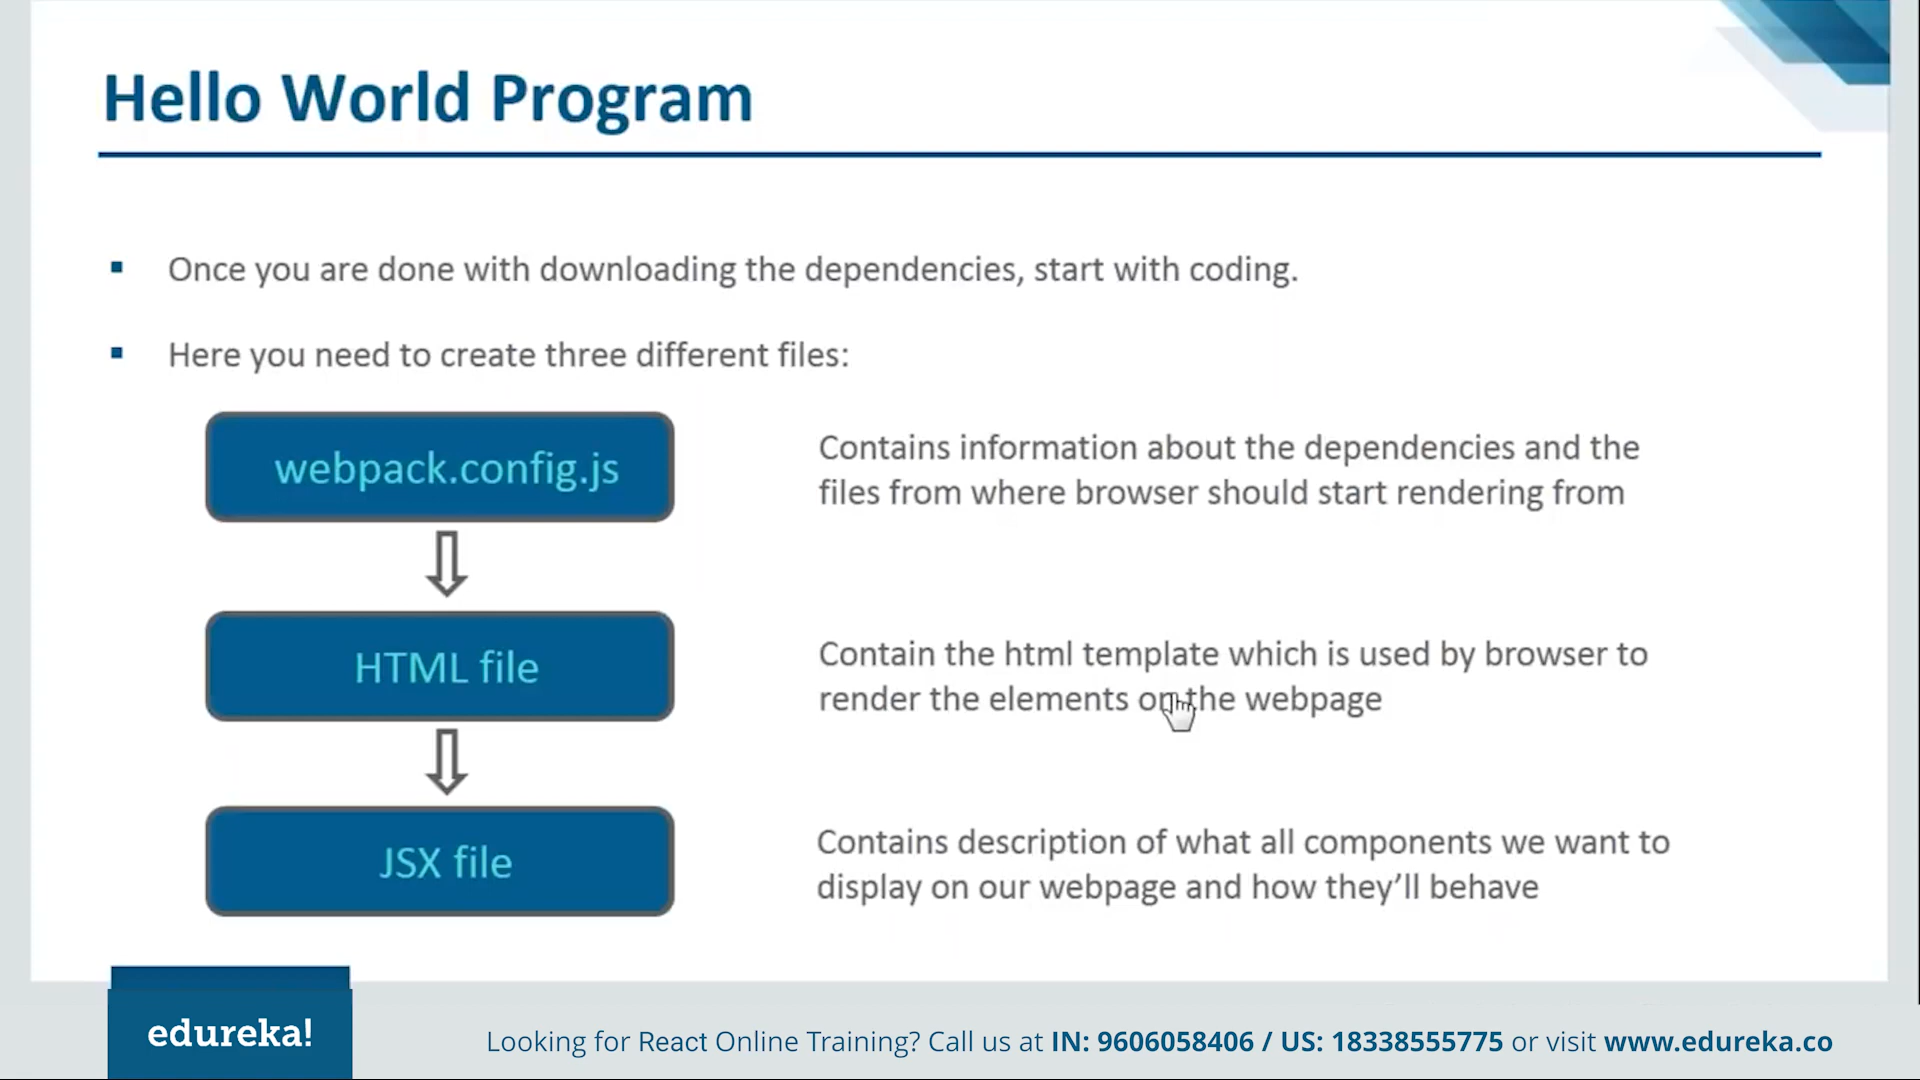 Hello World Program
Once you are done with downloading the dependencies, start with coding.
Here you need to create three different files:
webpack.config.js
Contains information about the dependencies and the
files from where browser should start rendering from
HTML file
Contain the html template which is used by browser to
render the elements on the webpage
JSX file
Contains description of what all components we want to
display on our webpage and how they'll behave
edureka!
Looking for React Online Training? Call us at IN: 9606058406 / US: 18338555775 or visit www.edureka.co